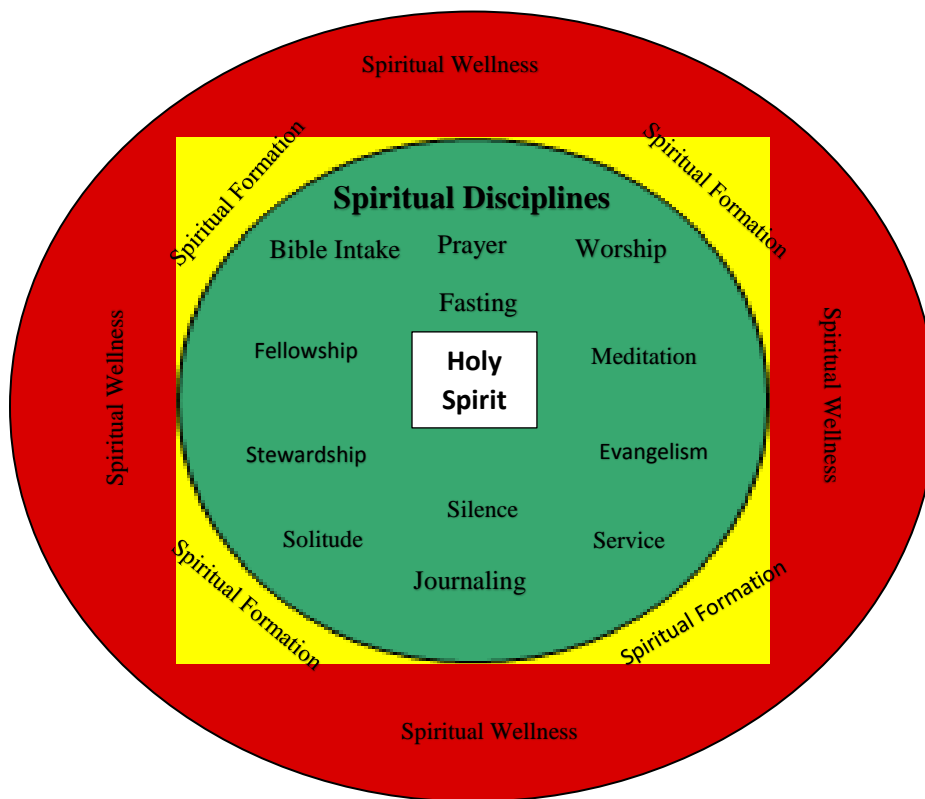 Spiritual Wellness
Spiritual Formation
Spiritual Formation
Spiritual Disciplines
Bible Intake
Prayer
Worship
Fasting
Fellowship
Holy
Spirit
Meditation
Spiritual Wellness
Spiritual Wellness
Stewardship
Evangelism
Silence
Solitude
Service
Journaling
Spiritual Formation
Spiritual Formation
Spiritual Wellness